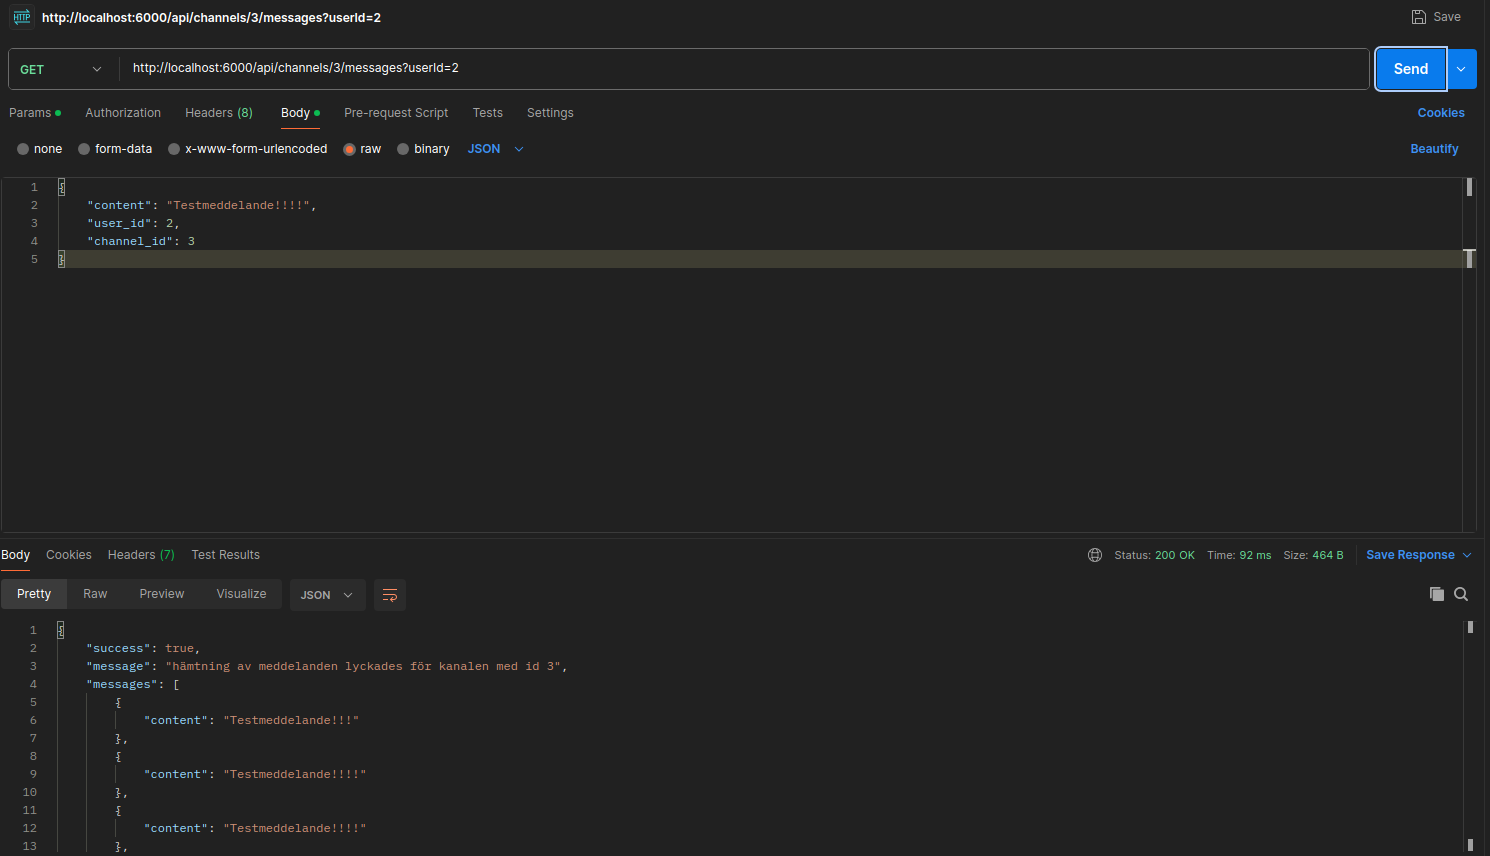 HTTP http://localhost:6000/api/channels/3/messages?userId=2 Save
GET http://localhost:6000/api/channels/3/messages?userId=2 Send
Params Authorization Headers (8) Body Pre-request Script Tests Settings Cookies
none form-data x-www-form-urlencoded raw binary JSON Beautify
1 {
2 "content": "Testmeddelande!!!!",
3 "user_id": 2,
4 "channel_id": 3
5 }
Body Cookies Headers (7) Test Results Status: 200 OK Time: 92 ms Size: 464 B Save Response
Pretty Raw Preview Visualize JSON
1 {
2 "success": true,
3 "message": "hämtning av meddelanden lyckades för kanalen med id 3",
4 "messages": [
5 {
6 "content": "Testmeddelande!!!"
7 },
8 {
9 "content": "Testmeddelande!!!!"
10 },
11 {
12 "content": "Testmeddelande!!!!"
13 },